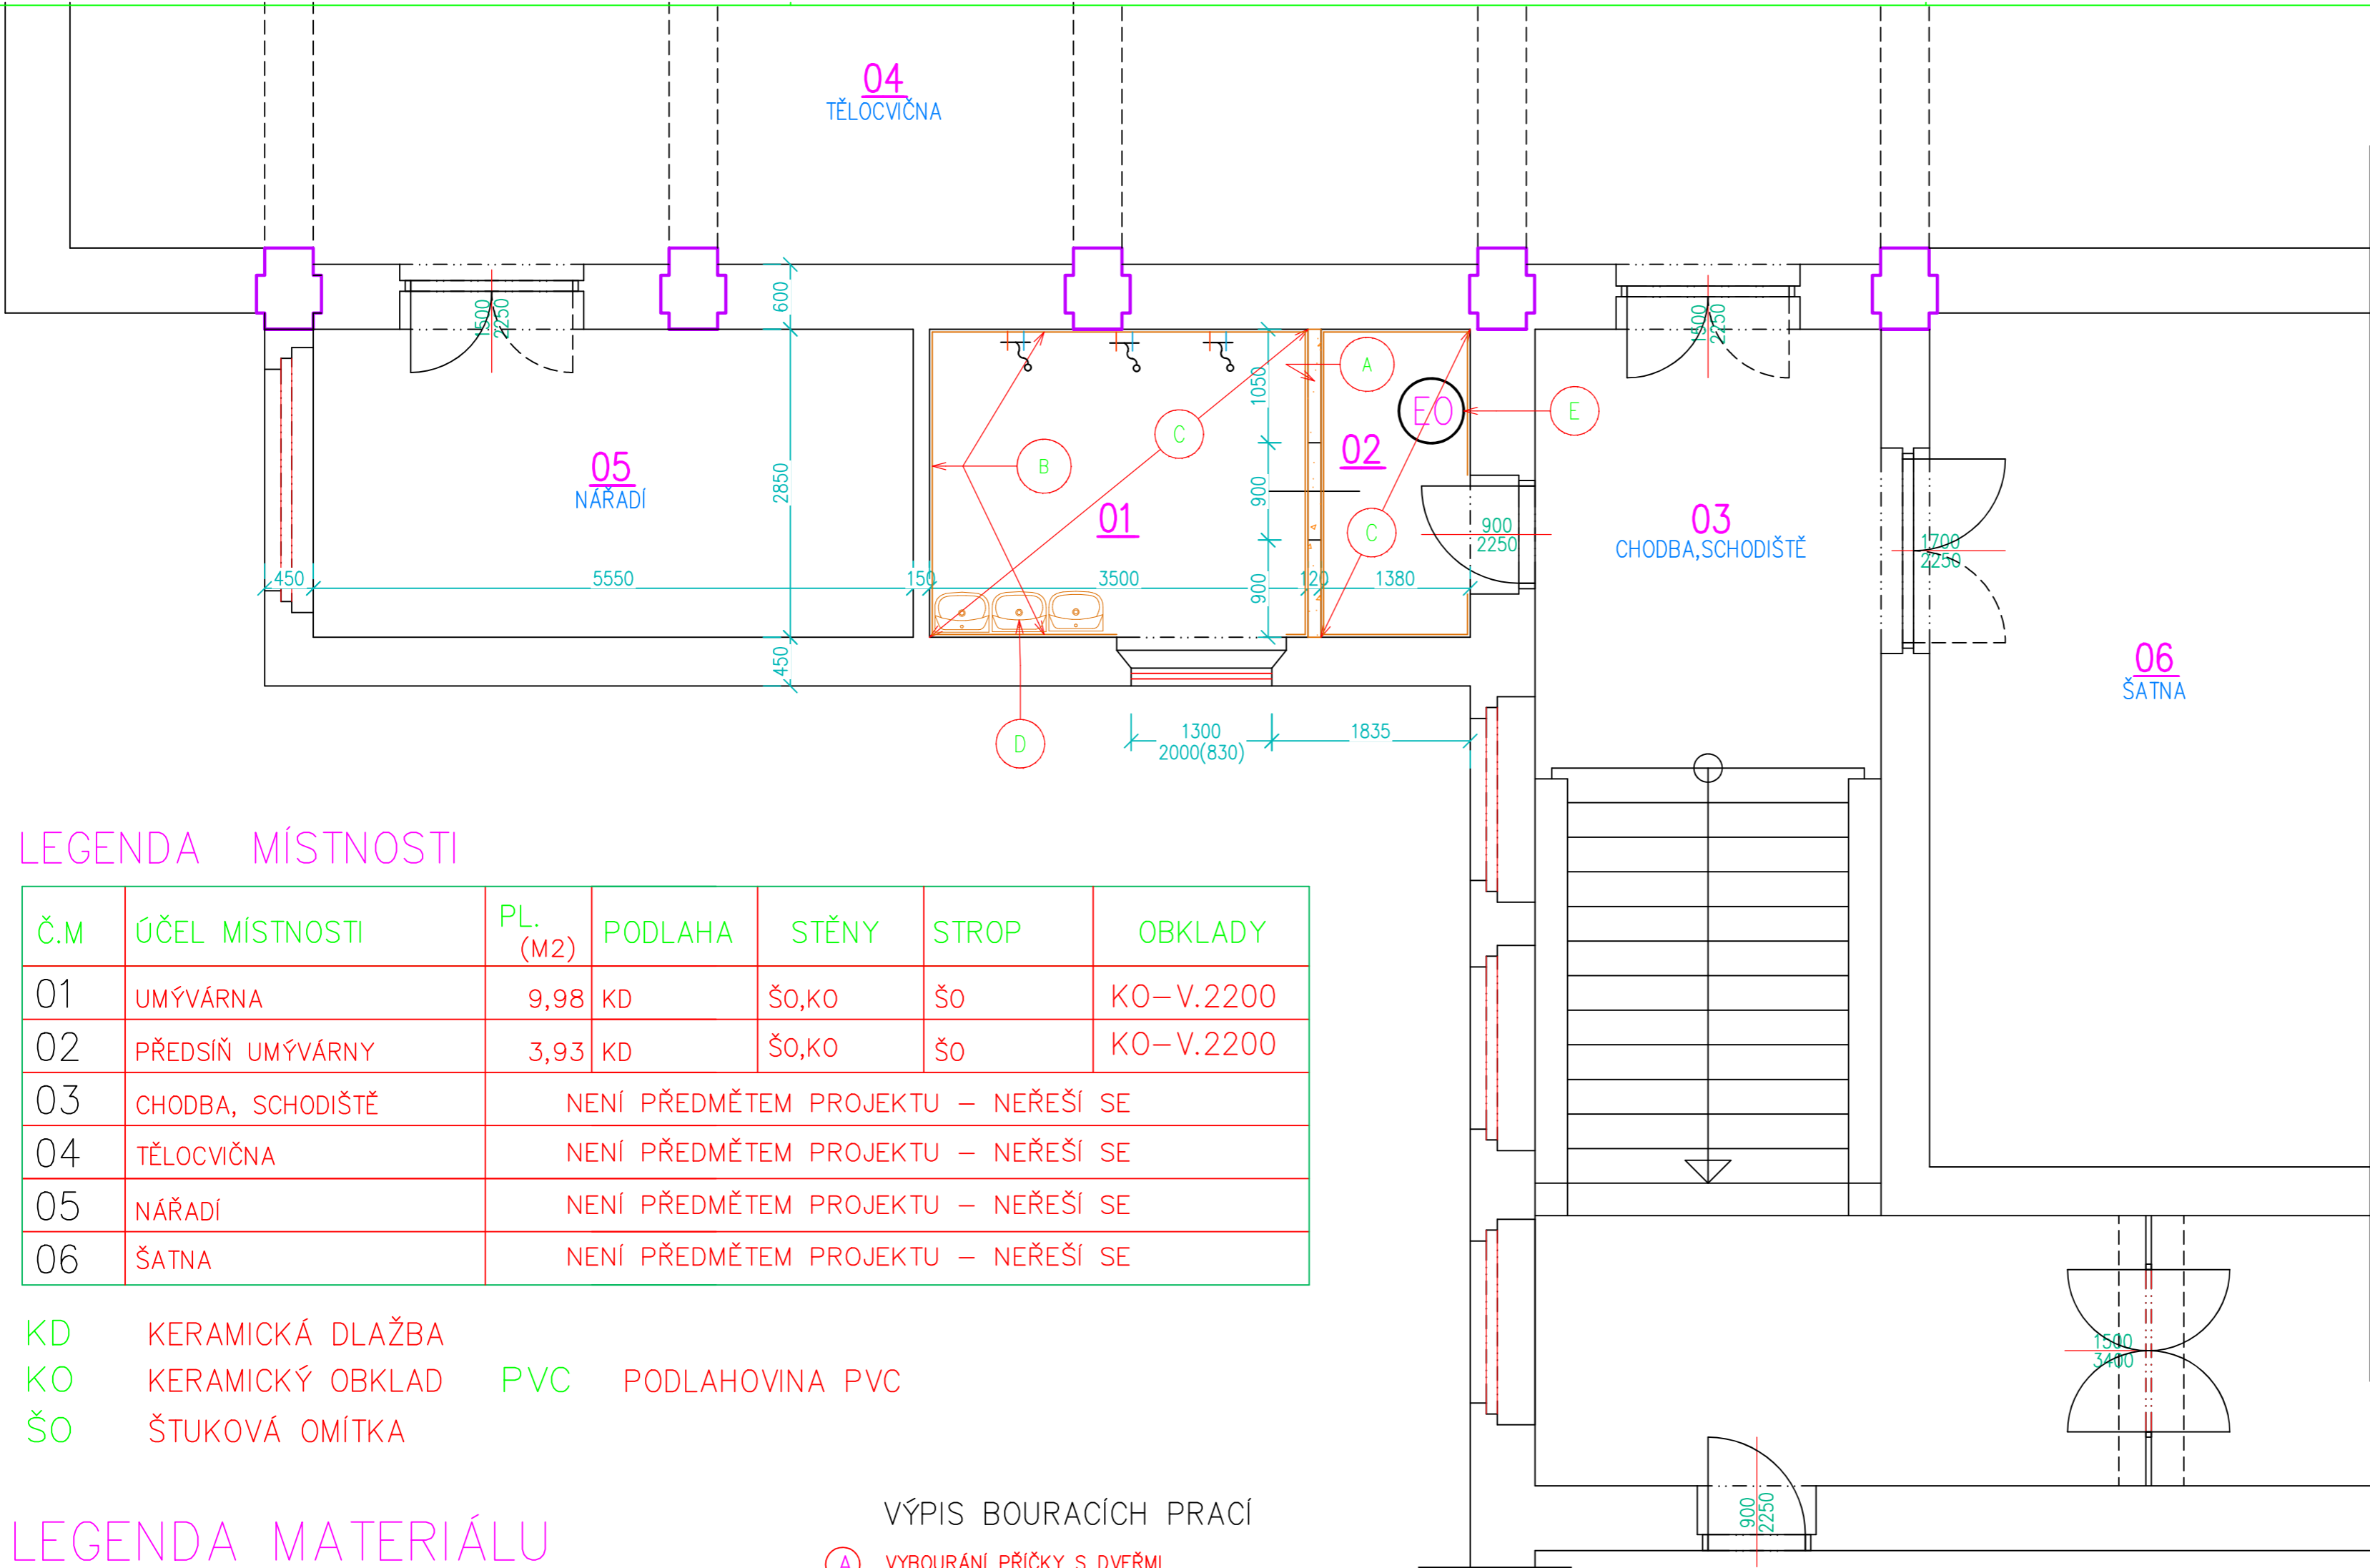 04
TĚLOCVIČNA
600
1500
2250
1500
2250
1050
A
EO
E
C
02
05
NÁŘADÍ
B
2850
900
01
03
CHODBA,SCHODIŠTĚ
C
900
2250
1700
2250
450
5550
150
3500
120
1380
900
450
06
ŠATNA
D
1300
2000(830)
1835
LEGENDA MÍSTNOSTI
Č.M ÚČEL MÍSTNOSTI PL. (M2) PODLAHA STĚNY STROP OBKLADY
01 UMÝVÁRNA 9,98 KD ŠO,KO ŠO KO-V.2200
02 PŘEDSÍŇ UMÝVÁRNY 3,93 KD ŠO,KO ŠO KO-V.2200
03 CHODBA, SCHODIŠTĚ NENÍ PŘEDMĚTEM PROJEKTU - NEŘEŠÍ SE
04 TĚLOCVIČNA NENÍ PŘEDMĚTEM PROJEKTU - NEŘEŠÍ SE
05 NÁŘADÍ NENÍ PŘEDMĚTEM PROJEKTU - NEŘEŠÍ SE
06 ŠATNA NENÍ PŘEDMĚTEM PROJEKTU - NEŘEŠÍ SE
KD KERAMICKÁ DLAŽBA
KO KERAMICKÝ OBKLAD PVC PODLAHOVINA PVC
ŠO ŠTUKOVÁ OMÍTKA
1500
3400
900
2250
LEGENDA MATERIÁLU
VÝPIS BOURACÍCH PRACÍ
A VYBOURÁNÍ PŘÍČKY S DVEŘMI